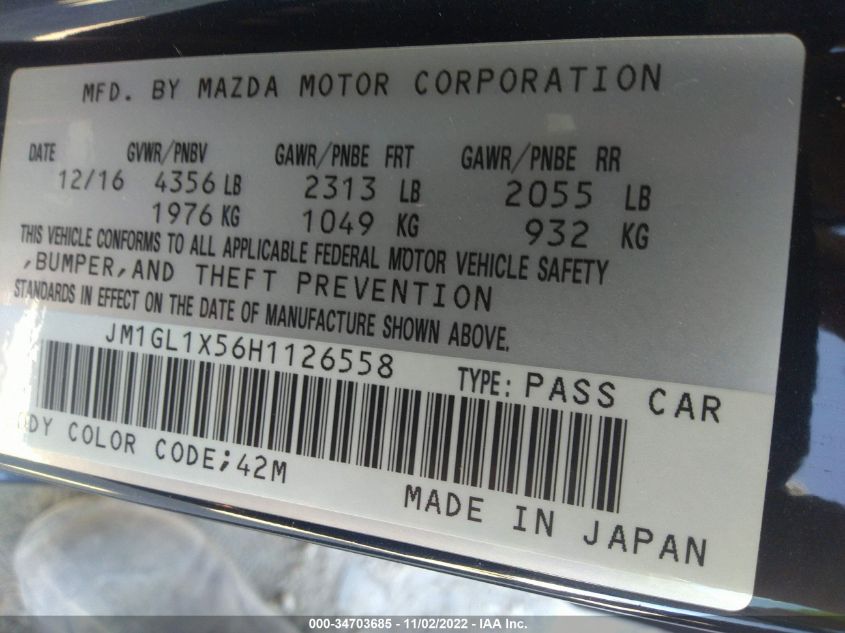 MFD. BY MAZDA MOTOR CORPORATION
DATE GVWR/PNBV GAWR/PNBE FRT GAWR/PNBE RR
12/16 4356 LB 2313 LB 2055 LB
1976 KG 1049 KG 932 KG
THIS VEHICLE CONFORMS TO ALL APPLICABLE FEDERAL MOTOR VEHICLE SAFETY
,BUMPER,AND THEFT PREVENTION
STANDARDS IN EFFECT ON THE DATE OF MANUFACTURE SHOWN ABOVE.
JM1GL1X56H1126558 TYPE: PASS CAR
DY COLOR CODE;42M
MADE IN JAPAN
000-34703685 - 11/02/2022 - IAA Inc.